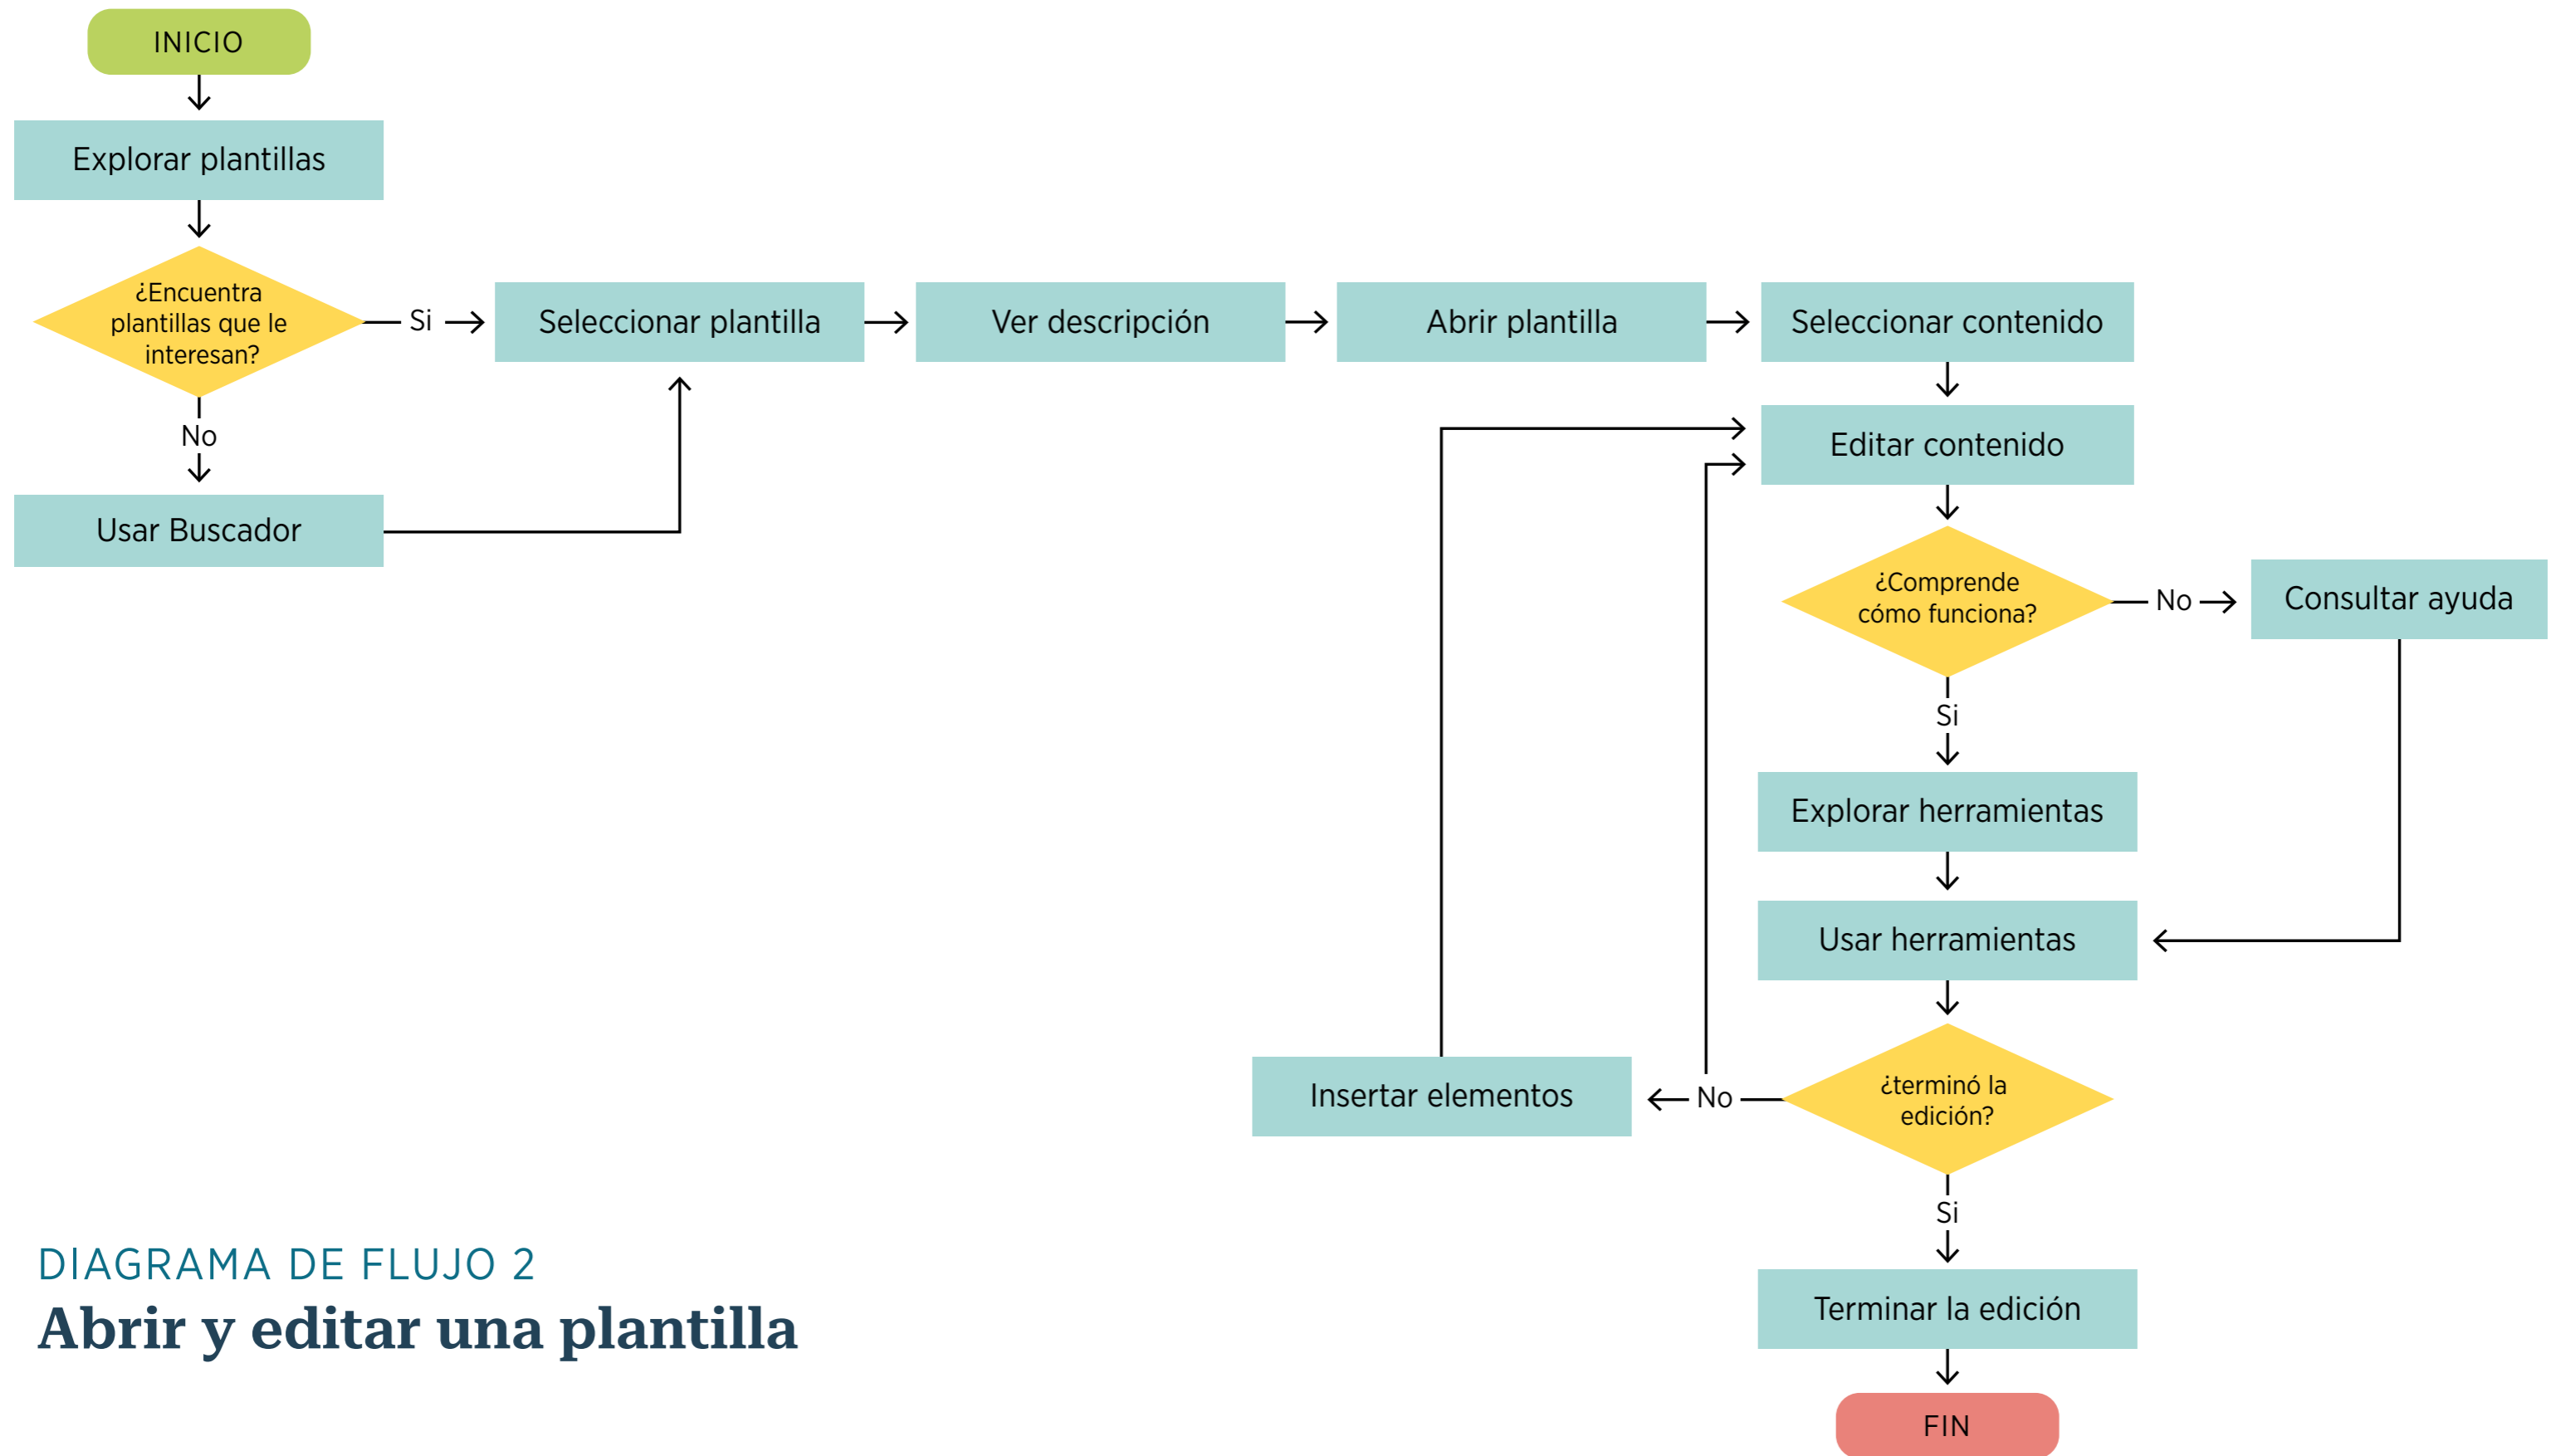 INICIO
Explorar plantillas
¿Encuentra
plantillas que le
interesan?
Si
No
Usar Buscador
Seleccionar plantilla
Ver descripción
Abrir plantilla
Seleccionar contenido
Editar contenido
¿Comprende
cómo funciona?
No
Consultar ayuda
Si
Explorar herramientas
Usar herramientas
¿terminó la
edición?
No
Insertar elementos
Si
Terminar la edición
FIN
DIAGRAMA DE FLUJO 2
Abrir y editar una plantilla